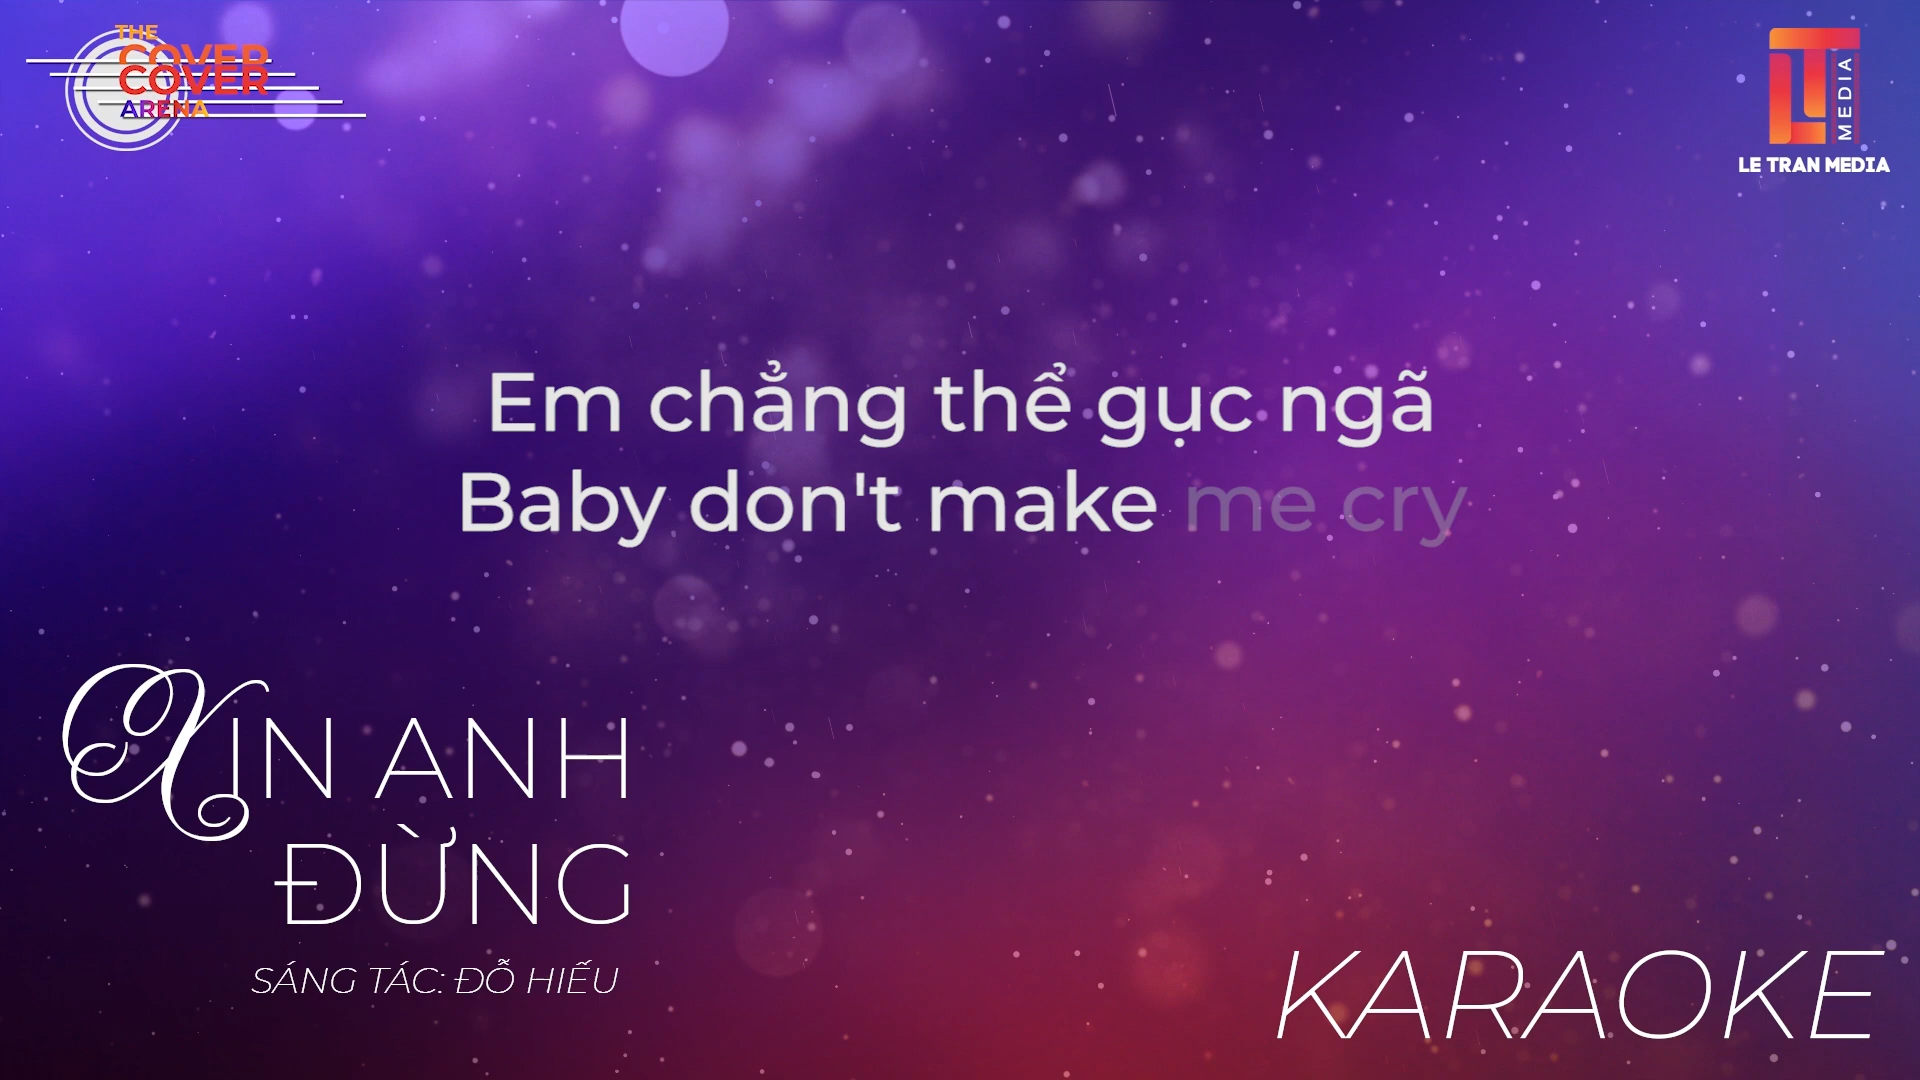 THE
COVER
COVER
ARENA
MEDIA
LE TRAN MEDIA
Em chẳng thể gục ngã
Baby don't make me cry
XIN ANH
ĐỪNG
SÁNG TÁC: ĐỖ HIẾU
KARAOKE